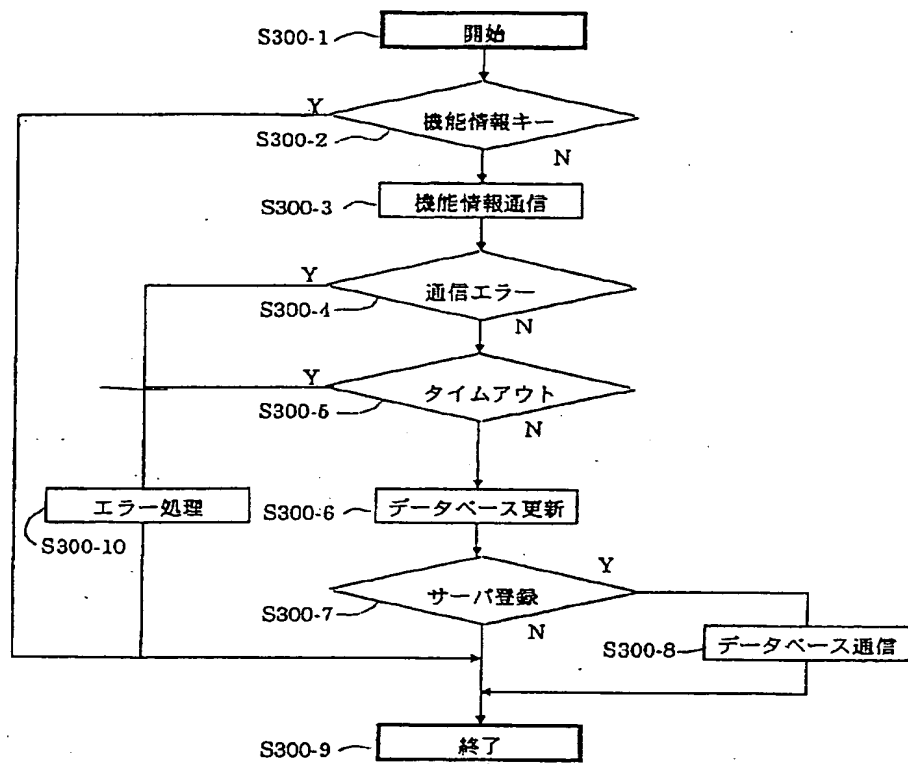 S300-1
開始
Y
機能情報キー
S300-2
N
S300-3
機能情報通信
Y
通信エラー
S300-4
N
Y
タイムアウト
S300-5
N
エラー処理
S300-10
S300-6
データベース更新
Y
サーバ登録
S300-7
N
S300-8
データベース通信
S300-9
終了